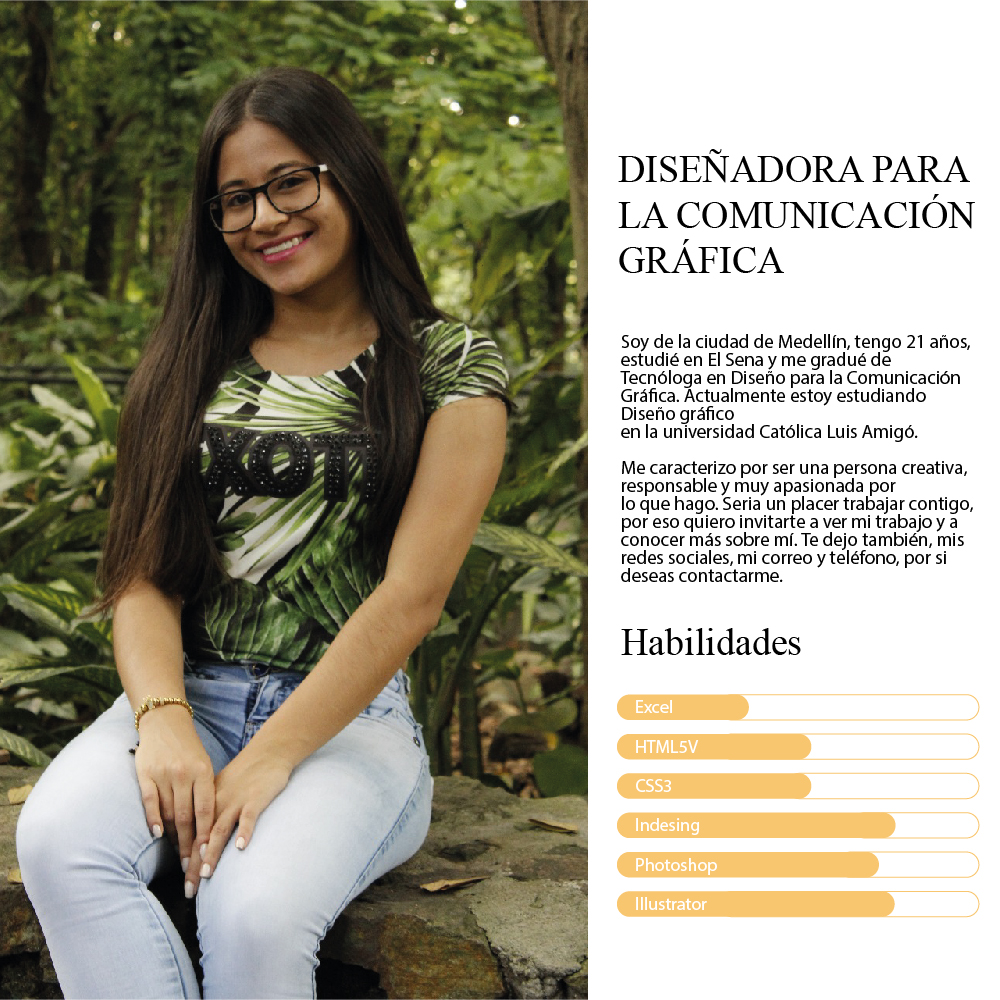 DISEÑADORA PARA
LA COMUNICACIÓN
GRÁFICA
Soy de la ciudad de Medellín, tengo 21 años,
estudié en El Sena y me gradué de
Tecnóloga en Diseño para la Comunicación
Gráfica. Actualmente estoy estudiando
Diseño gráfico
en la universidad Católica Luis Amigó.
Me caracterizo por ser una persona creativa,
responsable y muy apasionada por
lo que hago. Seria un placer trabajar contigo,
por eso quiero invitarte a ver mi trabajo y a
conocer más sobre mí. Te dejo también, mis
redes sociales, mi correo y teléfono, por si
deseas contactarme.
Habilidades
Excel
HTML5V
CSS3
Indesing
Photoshop
Illustrator